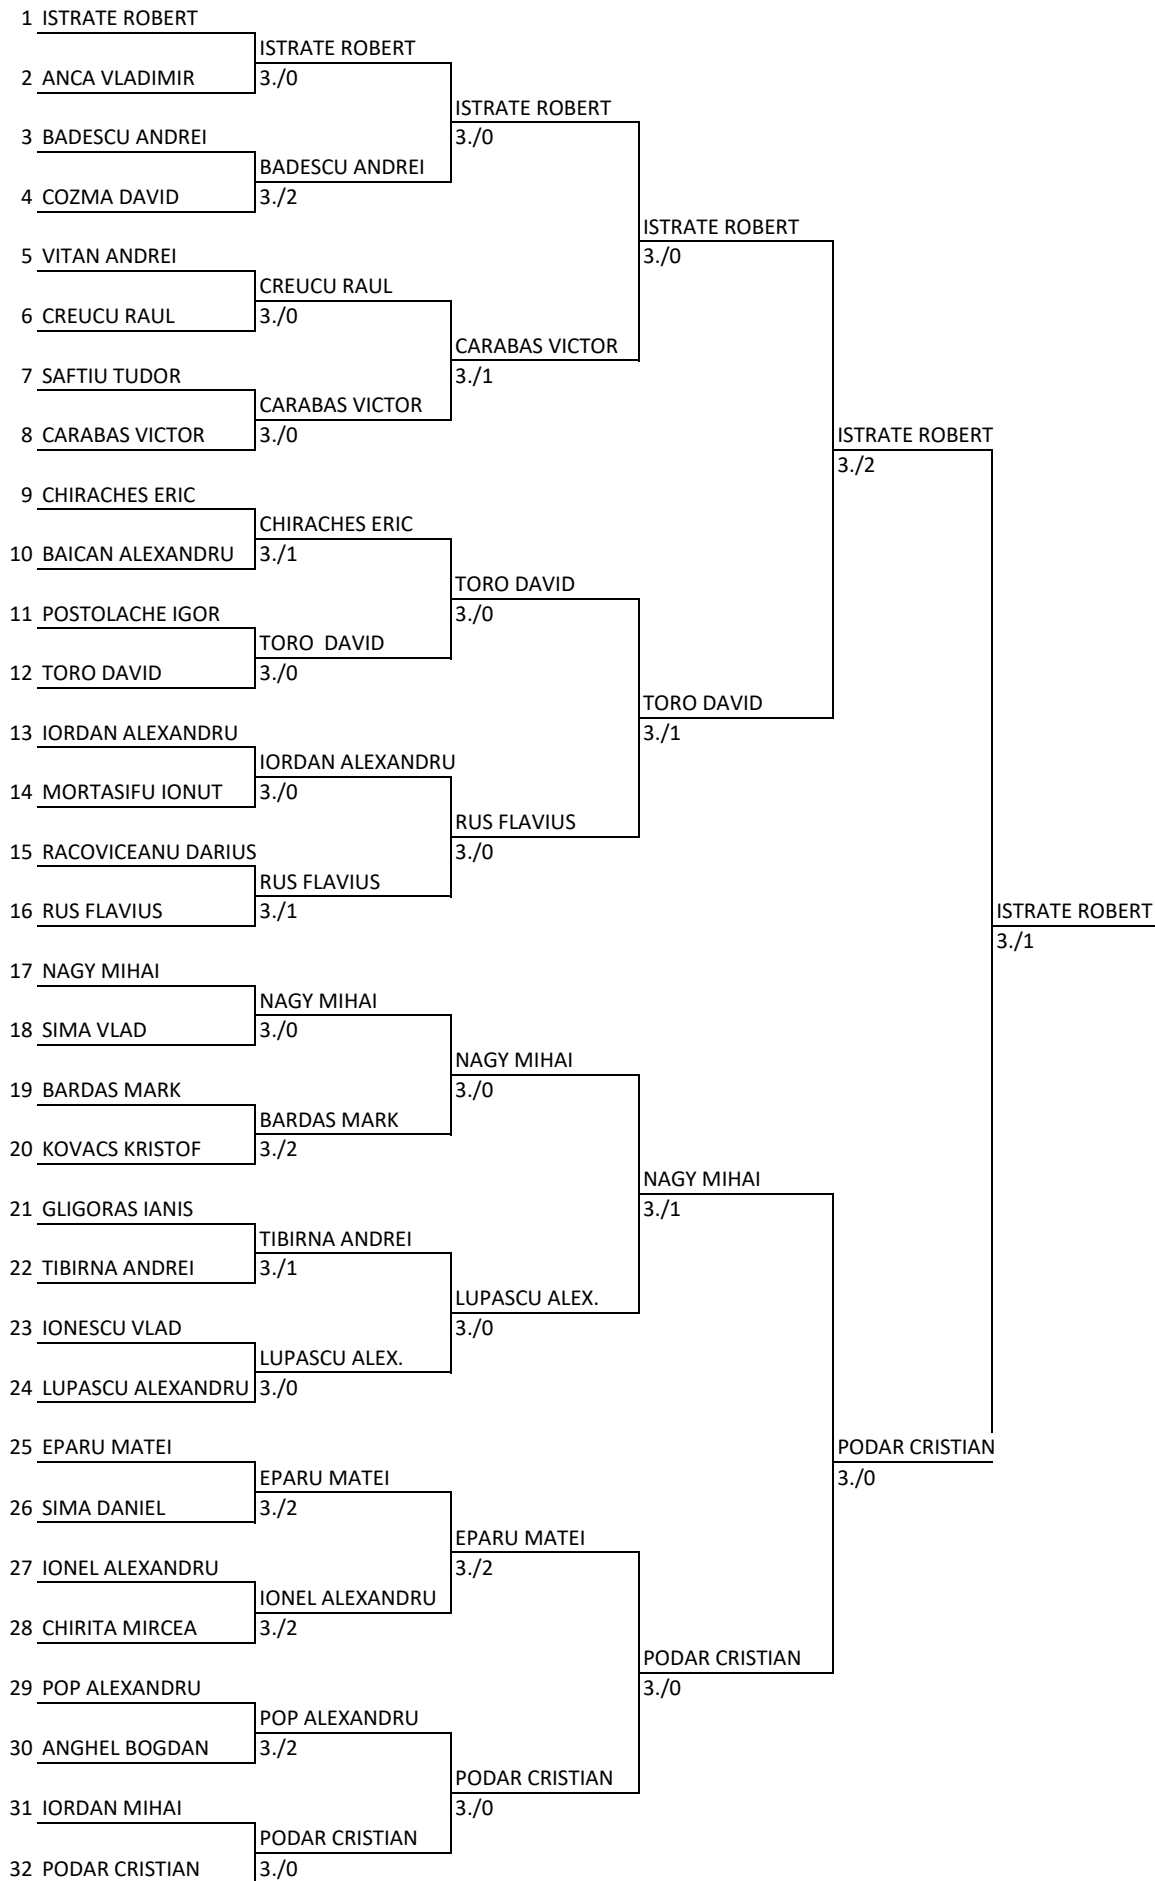 1 ISTRATE ROBERT
ISTRATE ROBERT
2 ANCA VLADIMIR 3./0
ISTRATE ROBERT
3 BADESCU ANDREI 3./0
BADESCU ANDREI
4 COZMA DAVID 3./2
ISTRATE ROBERT
5 VITAN ANDREI 3./0
CREUCU RAUL
6 CREUCU RAUL 3./0
CARABAS VICTOR
7 SAFTIU TUDOR 3./1
CARABAS VICTOR
8 CARABAS VICTOR 3./0 ISTRATE ROBERT
3./2
9 CHIRACHES ERIC
CHIRACHES ERIC
10 BAICAN ALEXANDRU 3./1
TORO DAVID
11 POSTOLACHE IGOR 3./0
TORO  DAVID
12 TORO DAVID 3./0
TORO DAVID
13 IORDAN ALEXANDRU 3./1
IORDAN ALEXANDRU
14 MORTASIFU IONUT 3./0
RUS FLAVIUS
15 RACOVICEANU DARIUS 3./0
RUS FLAVIUS
16 RUS FLAVIUS 3./1 ISTRATE ROBERT
3./1
17 NAGY MIHAI
NAGY MIHAI
18 SIMA VLAD 3./0
NAGY MIHAI
19 BARDAS MARK 3./0
BARDAS MARK
20 KOVACS KRISTOF 3./2
NAGY MIHAI
21 GLIGORAS IANIS 3./1
TIBIRNA ANDREI
22 TIBIRNA ANDREI 3./1
LUPASCU ALEX.
23 IONESCU VLAD 3./0
LUPASCU ALEX.
24 LUPASCU ALEXANDRU 3./0
25 EPARU MATEI PODAR CRISTIAN
EPARU MATEI 3./0
26 SIMA DANIEL 3./2
EPARU MATEI
27 IONEL ALEXANDRU 3./2
IONEL ALEXANDRU
28 CHIRITA MIRCEA 3./2
PODAR CRISTIAN
29 POP ALEXANDRU 3./0
POP ALEXANDRU
30 ANGHEL BOGDAN 3./2
PODAR CRISTIAN
31 IORDAN MIHAI 3./0
PODAR CRISTIAN
32 PODAR CRISTIAN 3./0